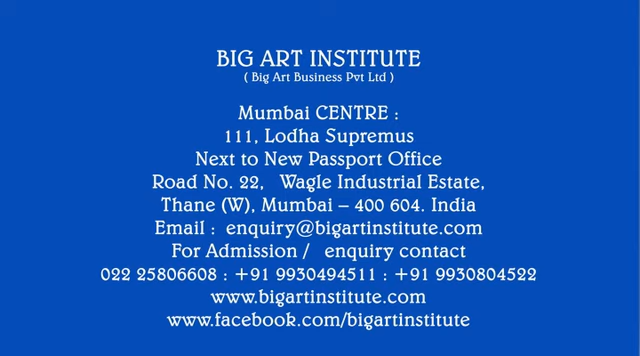 BIG ART INSTITUTE
( Big Art Business Pvt Ltd )
Mumbai CENTRE :
111, Lodha Supremus
Next to New Passport Office
Road No. 22,   Wagle Industrial Estate,
Thane (W), Mumbai – 400 604. India
Email :  enquiry@bigartinstitute.com
For Admission /   enquiry contact
022 25806608 : +91 9930494511 : +91 9930804522
www.bigartinstitute.com
www.facebook.com/bigartinstitute